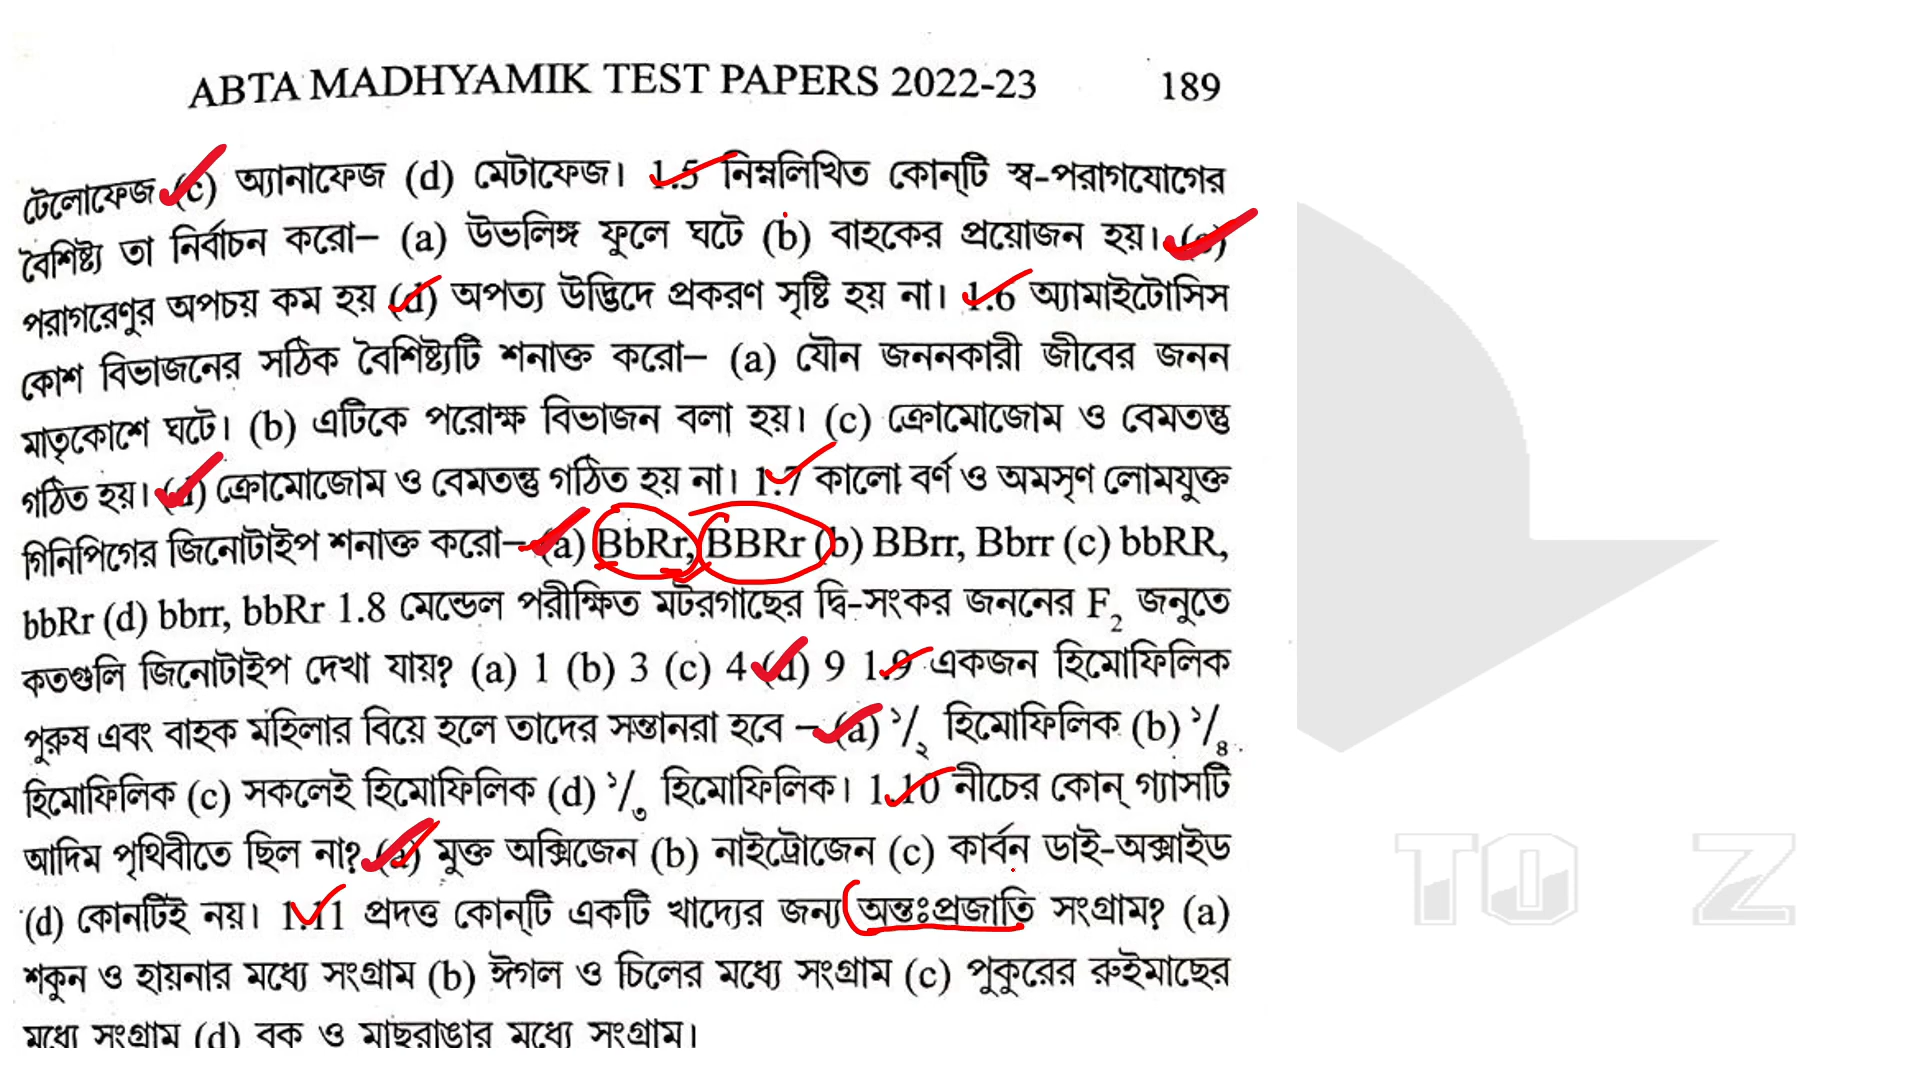 ABTA MADHYAMIK TEST PAPERS 2022-23 189
টেলোফেজ (c) অ্যানাফেজ (d) মেটাফেজ। 1.5 নিম্নলিখিত কোন্‌টি স্ব-পরাগযোগের
বৈশিষ্ট্য তা নির্বাচন করো– (a) উভলিঙ্গ ফুলে ঘটে (b) বাহকের প্রয়োজন হয়। (c)
পরাগরেণুর অপচয় কম হয় (d) অপত্য উদ্ভিদে প্রকরণ সৃষ্টি হয় না। 1.6 অ্যামাইটোসিস
কোশ বিভাজনের সঠিক বৈশিষ্ট্যটি শনাক্ত করো– (a) যৌন জননকারী জীবের জনন
মাতৃকোশে ঘটে। (b) এটিকে পরোক্ষ বিভাজন বলা হয়। (c) ক্রোমোজোম ও বেমতন্তু
গঠিত হয়। (d) ক্রোমোজোম ও বেমতন্তু গঠিত হয় না। 1.7 কালো বর্ণ ও অমসৃণ লোমযুক্ত
গিনিপিগের জিনোটাইপ শনাক্ত করো– (a) BbRr, BBRr (b) BBrr, Bbrr (c) bbRR,
bbRr (d) bbrr, bbRr 1.8 মেন্ডেল পরীক্ষিত মটরগাছের দ্বি-সংকর জননের F₂ জনুতে
কতগুলি জিনোটাইপ দেখা যায়? (a) 1 (b) 3 (c) 4 (d) 9 1.9 একজন হিমোফিলিক
পুরুষ এবং বাহক মহিলার বিয়ে হলে তাদের সন্তানরা হবে – (a) ১/২ হিমোফিলিক (b) ১/৪
হিমোফিলিক (c) সকলেই হিমোফিলিক (d) ১/৩ হিমোফিলিক। 1.10 নীচের কোন্ গ্যাসটি
আদিম পৃথিবীতে ছিল না? (a) মুক্ত অক্সিজেন (b) নাইট্রোজেন (c) কার্বন ডাই-অক্সাইড
(d) কোনটিই নয়। 1.11 প্রদত্ত কোন্‌টি একটি খাদ্যের জন্য অন্তঃপ্রজাতি সংগ্রাম? (a)
শকুন ও হায়নার মধ্যে সংগ্রাম (b) ঈগল ও চিলের মধ্যে সংগ্রাম (c) পুকুরের রুইমাছের
মধ্যে সংগ্রাম (d) বক ও মাছরাঙার মধ্যে সংগ্রাম।
TO Z